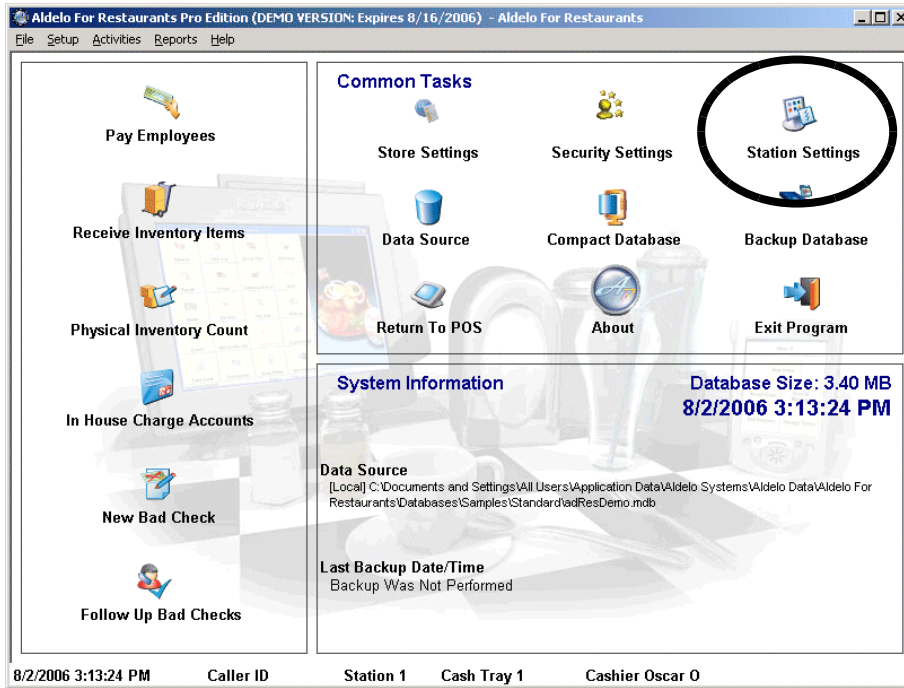 Aldelo For Restaurants Pro Edition (DEMO VERSION: Expires 8/16/2006) - Aldelo For Restaurants
File Setup Activities Reports Help
Pay Employees
Receive Inventory Items
Physical Inventory Count
In House Charge Accounts
New Bad Check
Follow Up Bad Checks
Common Tasks
Store Settings
Security Settings
Station Settings
Data Source
Compact Database
Backup Database
Return To POS
About
Exit Program
System Information
Database Size: 3.40 MB
8/2/2006 3:13:24 PM
Data Source
[Local] C:\Documents and Settings\All Users\Application Data\Aldelo Systems\Aldelo Data\Aldelo For
Restaurants\Databases\Samples\Standard\adResDemo.mdb
Last Backup Date/Time
Backup Was Not Performed
8/2/2006 3:13:24 PM Caller ID Station 1 Cash Tray 1 Cashier Oscar O